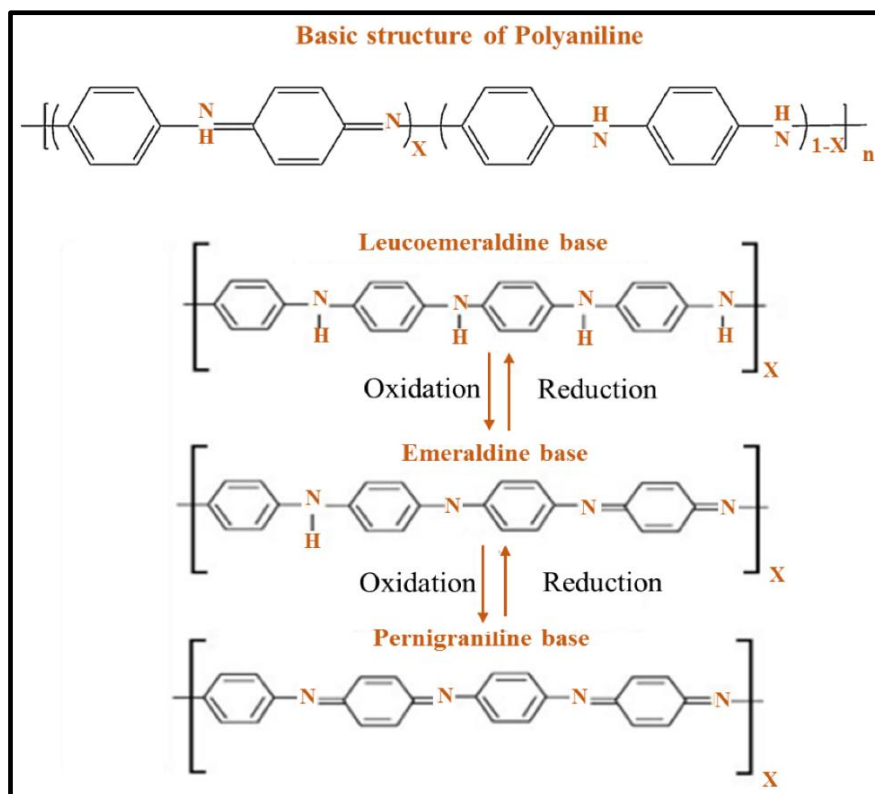 Basic structure of Polyaniline
N H N X H N H N 1-X n
Leucoemeraldine base
N H N H N H N H X
Oxidation Reduction
Emeraldine base
N H N N N X
Oxidation Reduction
Pernigraniline base
N N N N X